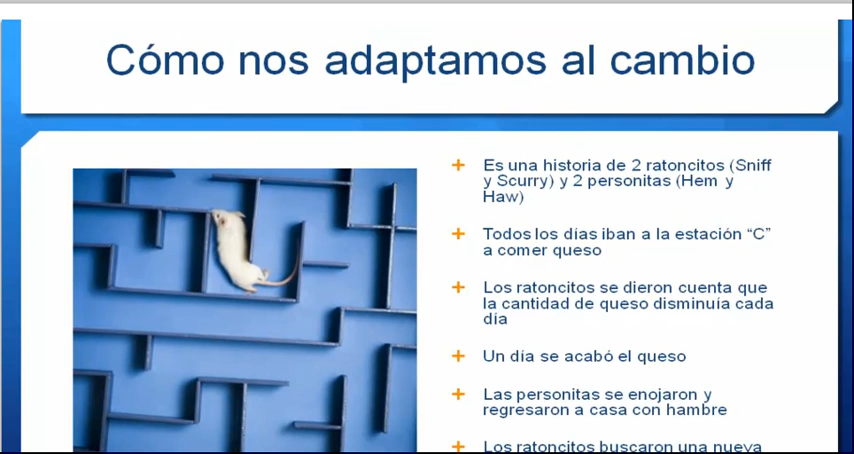 Cómo nos adaptamos al cambio
Es una historia de 2 ratoncitos (Sniff
y Scurry) y 2 personitas (Hem y
Haw)
Todos los días iban a la estación “C”
a comer queso
Los ratoncitos se dieron cuenta que
la cantidad de queso disminuía cada
día
Un día se acabó el queso
Las personitas se enojaron y
regresaron a casa con hambre
Los ratoncitos buscaron una nueva